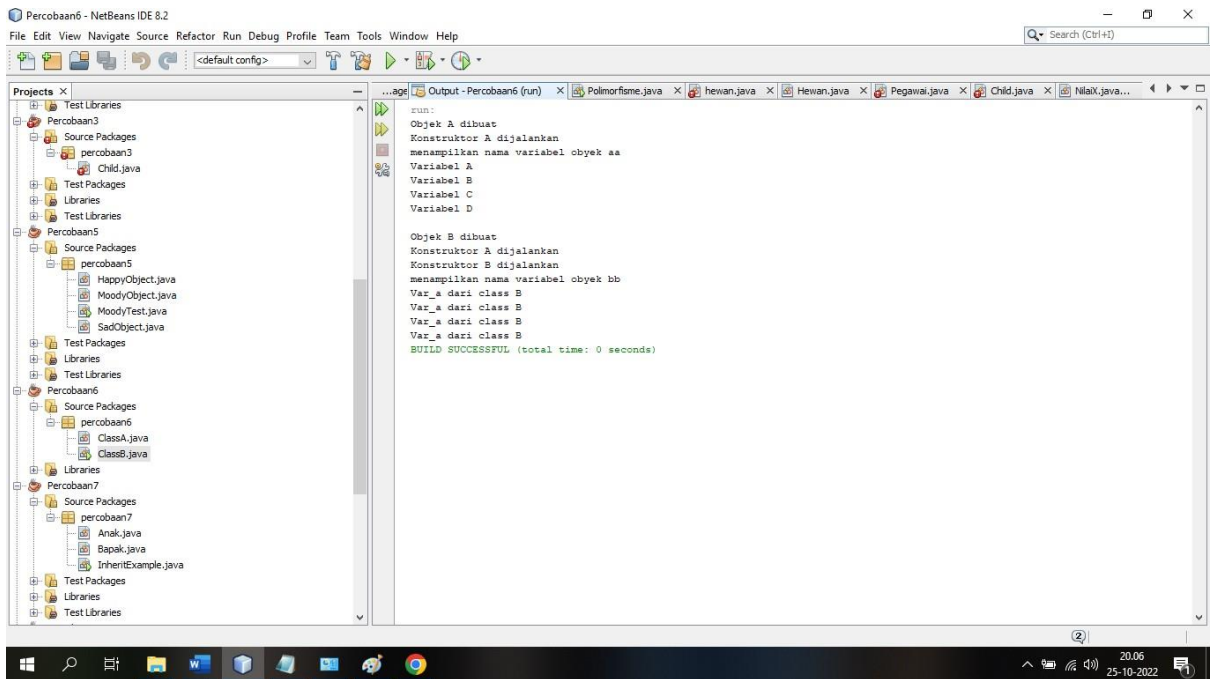 Percobaan6 - NetBeans IDE 8.2
File Edit View Navigate Source Refactor Run Debug Profile Team Tools Window Help
Search (Ctrl+I)
<default config>
Projects
...age Output - Percobaan6 (run) Polimorfisme.java hewan.java Hewan.java Pegawai.java Child.java NilaiX.java...
Test Libraries
Percobaan3
Source Packages
percobaan3
Child.java
Test Packages
Libraries
Test Libraries
Percobaan5
Source Packages
percobaan5
HappyObject.java
MoodyObject.java
MoodyTest.java
SadObject.java
Test Packages
Libraries
Test Libraries
Percobaan6
Source Packages
percobaan6
ClassA.java
ClassB.java
Libraries
Percobaan7
Source Packages
percobaan7
Anak.java
Bapak.java
InheritExample.java
Test Packages
Libraries
Test Libraries
run:
Objek A dibuat
Konstruktor A dijalankan
menampilkan nama variabel obyek aa
Variabel A
Variabel B
Variabel C
Variabel D
Objek B dibuat
Konstruktor A dijalankan
Konstruktor B dijalankan
menampilkan nama variabel obyek bb
Var_a dari class B
Var_a dari class B
Var_a dari class B
Var_a dari class B
BUILD SUCCESSFUL (total time: 0 seconds)
2
20.06
25-10-2022
1